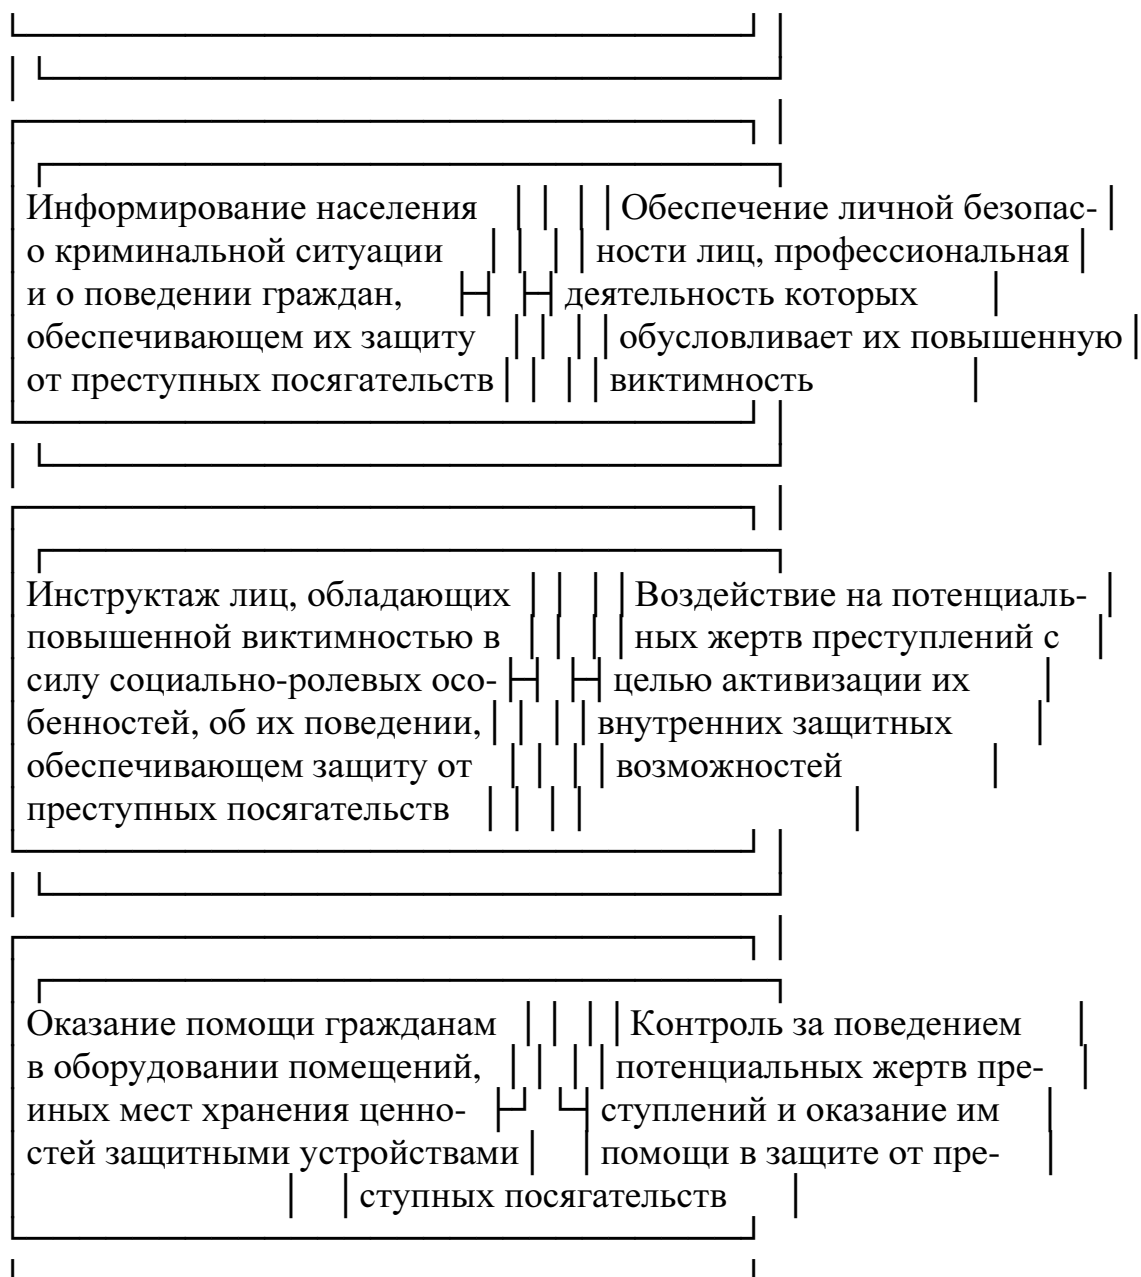 Информирование населения Обеспечение личной безопас-
о криминальной ситуации ности лиц, профессиональная
и о поведении граждан, деятельность которых
обеспечивающем их защиту обусловливает их повышенную
от преступных посягательств виктимность
Инструктаж лиц, обладающих Воздействие на потенциаль-
повышенной виктимностью в ных жертв преступлений с
силу социально-ролевых осо- целью активизации их
бенностей, об их поведении, внутренних защитных
обеспечивающем защиту от возможностей
преступных посягательств
Оказание помощи гражданам Контроль за поведением
в оборудовании помещений, потенциальных жертв пре-
иных мест хранения ценно- ступлений и оказание им
стей защитными устройствами помощи в защите от пре-
ступных посягательств